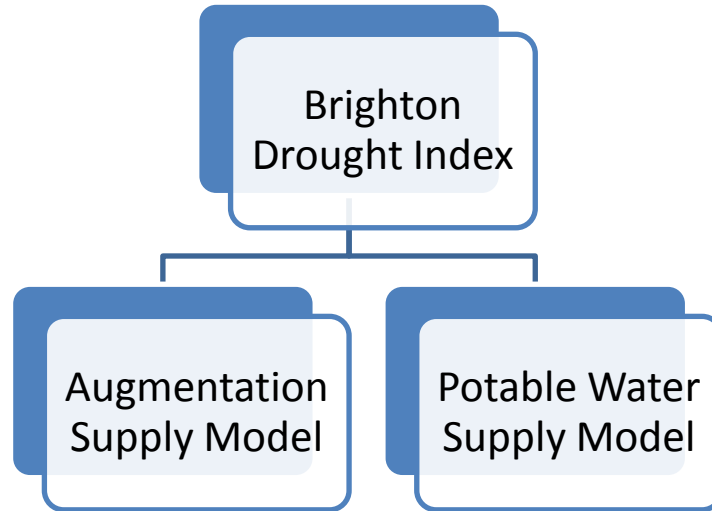 Brighton
Drought Index
Augmentation
Supply Model
Potable Water
Supply Model